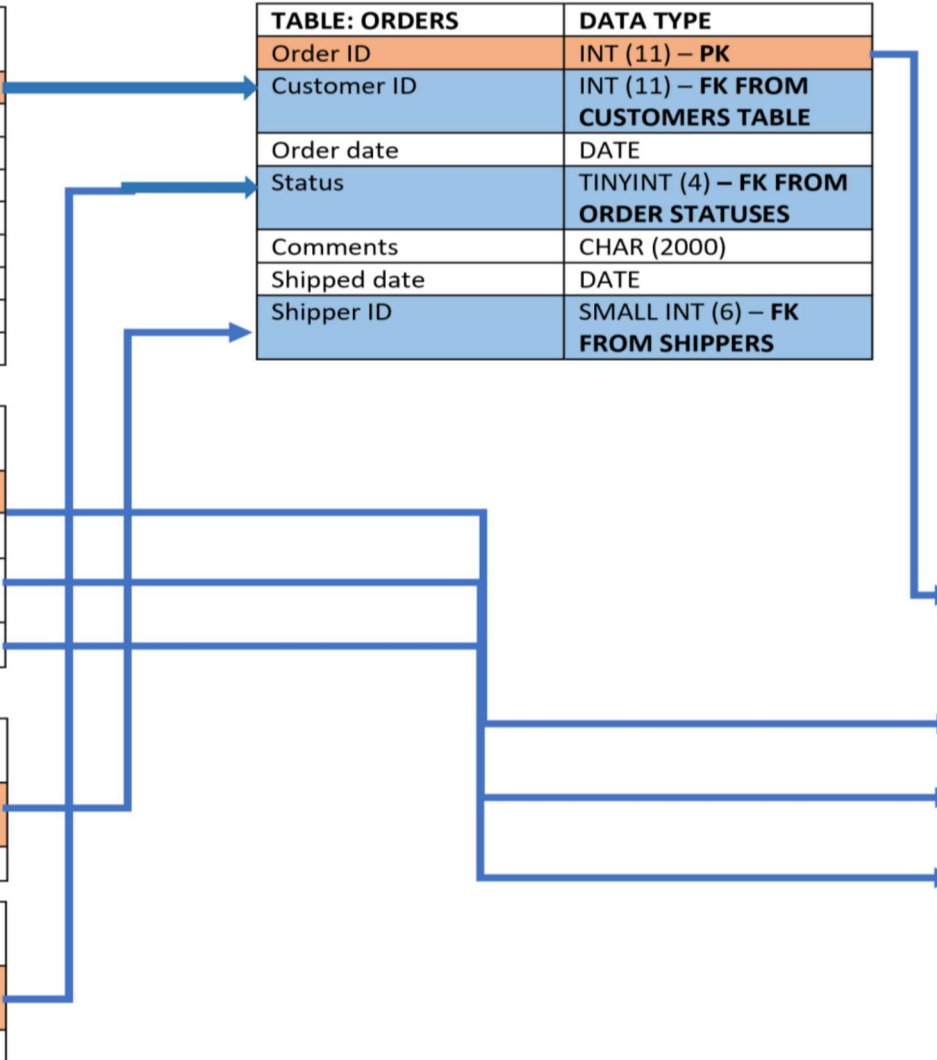 TABLE: ORDERS DATA TYPE
Order ID INT (11) – PK
Customer ID INT (11) – FK FROM
CUSTOMERS TABLE
Order date DATE
Status TINYINT (4) – FK FROM
ORDER STATUSES
Comments CHAR (2000)
Shipped date DATE
Shipper ID SMALL INT (6) – FK
FROM SHIPPERS